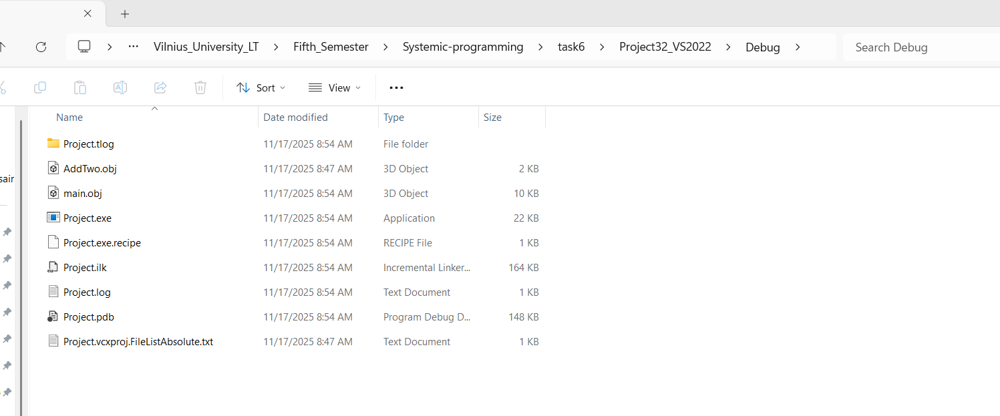 Vilnius_University_LT Fifth_Semester Systemic-programming task6 Project32_VS2022 Debug Search Debug
Sort View
Name Date modified Type Size
Project.tlog 11/17/2025 8:54 AM File folder
AddTwo.obj 11/17/2025 8:47 AM 3D Object 2 KB
sair
main.obj 11/17/2025 8:54 AM 3D Object 10 KB
Project.exe 11/17/2025 8:54 AM Application 22 KB
Project.exe.recipe 11/17/2025 8:54 AM RECIPE File 1 KB
Project.ilk 11/17/2025 8:54 AM Incremental Linker... 164 KB
Project.log 11/17/2025 8:54 AM Text Document 1 KB
Project.pdb 11/17/2025 8:54 AM Program Debug D... 148 KB
Project.vcxproj.FileListAbsolute.txt 11/17/2025 8:47 AM Text Document 1 KB